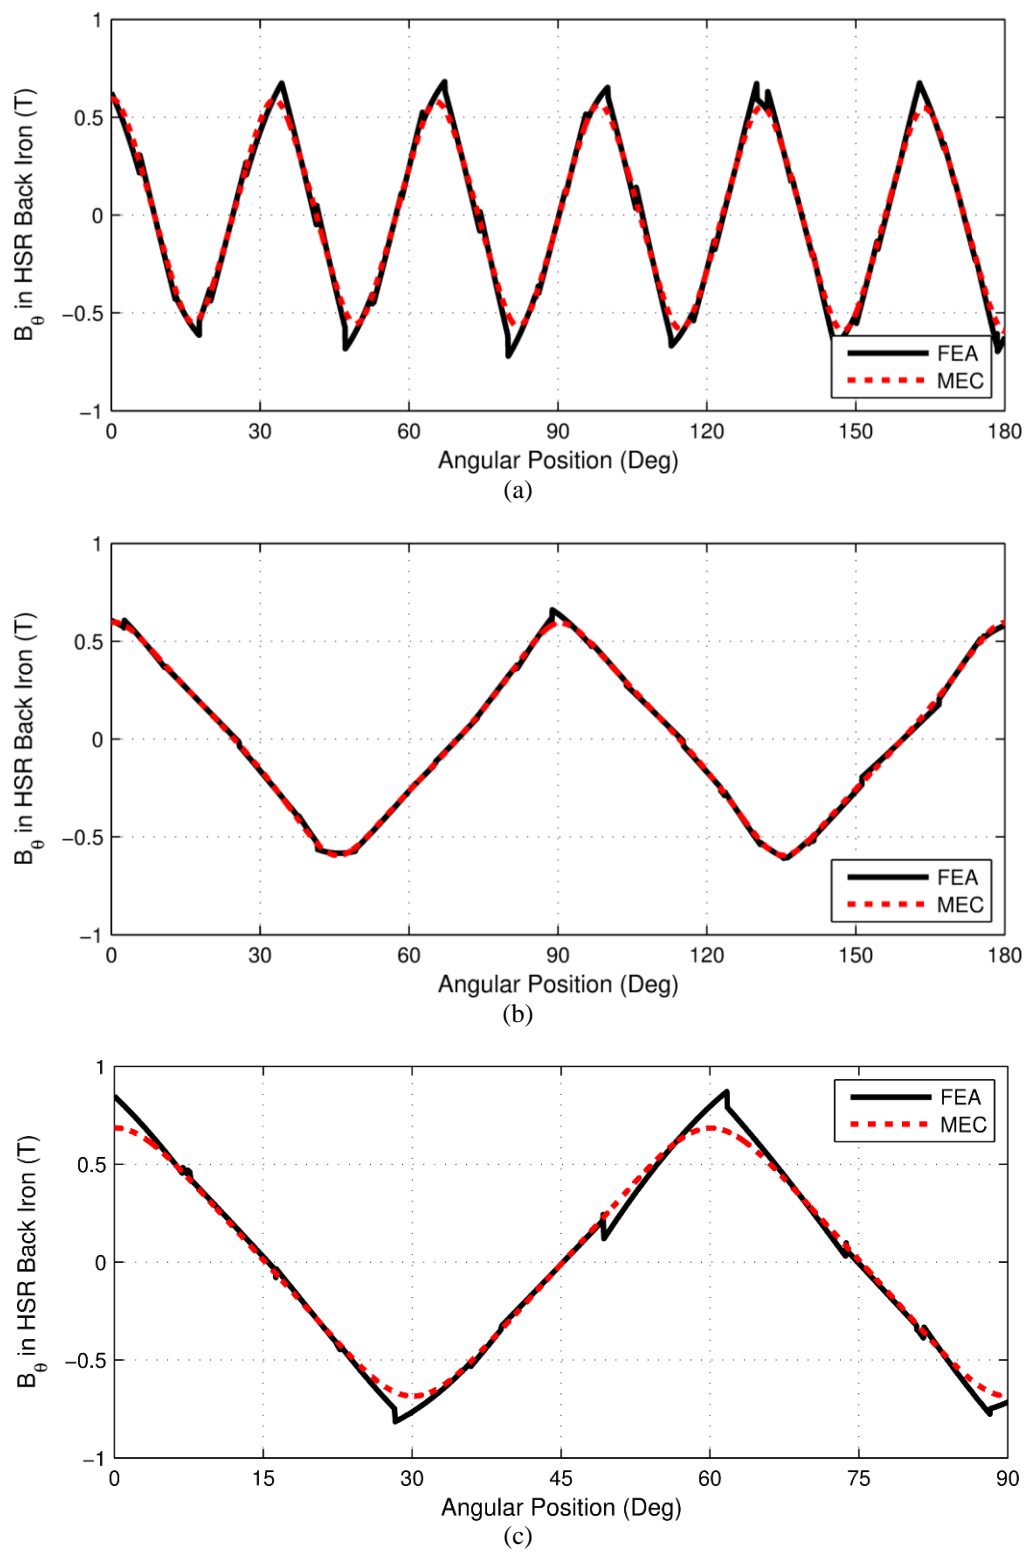 1
0.5
0
−0.5
−1
B_θ in HSR Back Iron (T)
FEA
MEC
0 30 60 90 120 150 180
Angular Position (Deg)
(a)
1
0.5
0
−0.5
−1
B_θ in HSR Back Iron (T)
FEA
MEC
0 30 60 90 120 150 180
Angular Position (Deg)
(b)
1
0.5
0
−0.5
−1
B_θ in HSR Back Iron (T)
FEA
MEC
0 15 30 45 60 75 90
Angular Position (Deg)
(c)